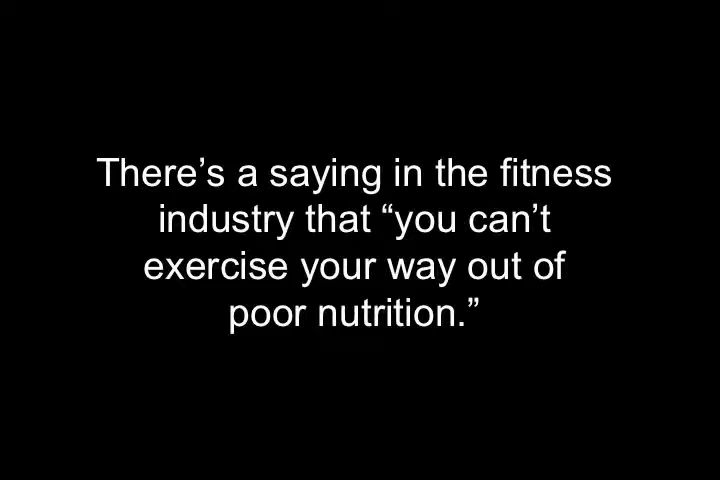 There’s a saying in the fitness
industry that “you can’t
exercise your way out of
poor nutrition.”